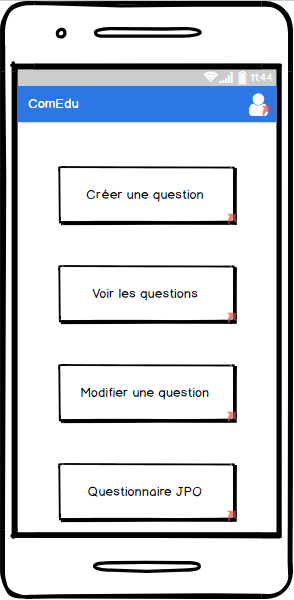 11:44
ComEdu
Créer une question
Voir les questions
Modifier une question
Questionnaire JPO